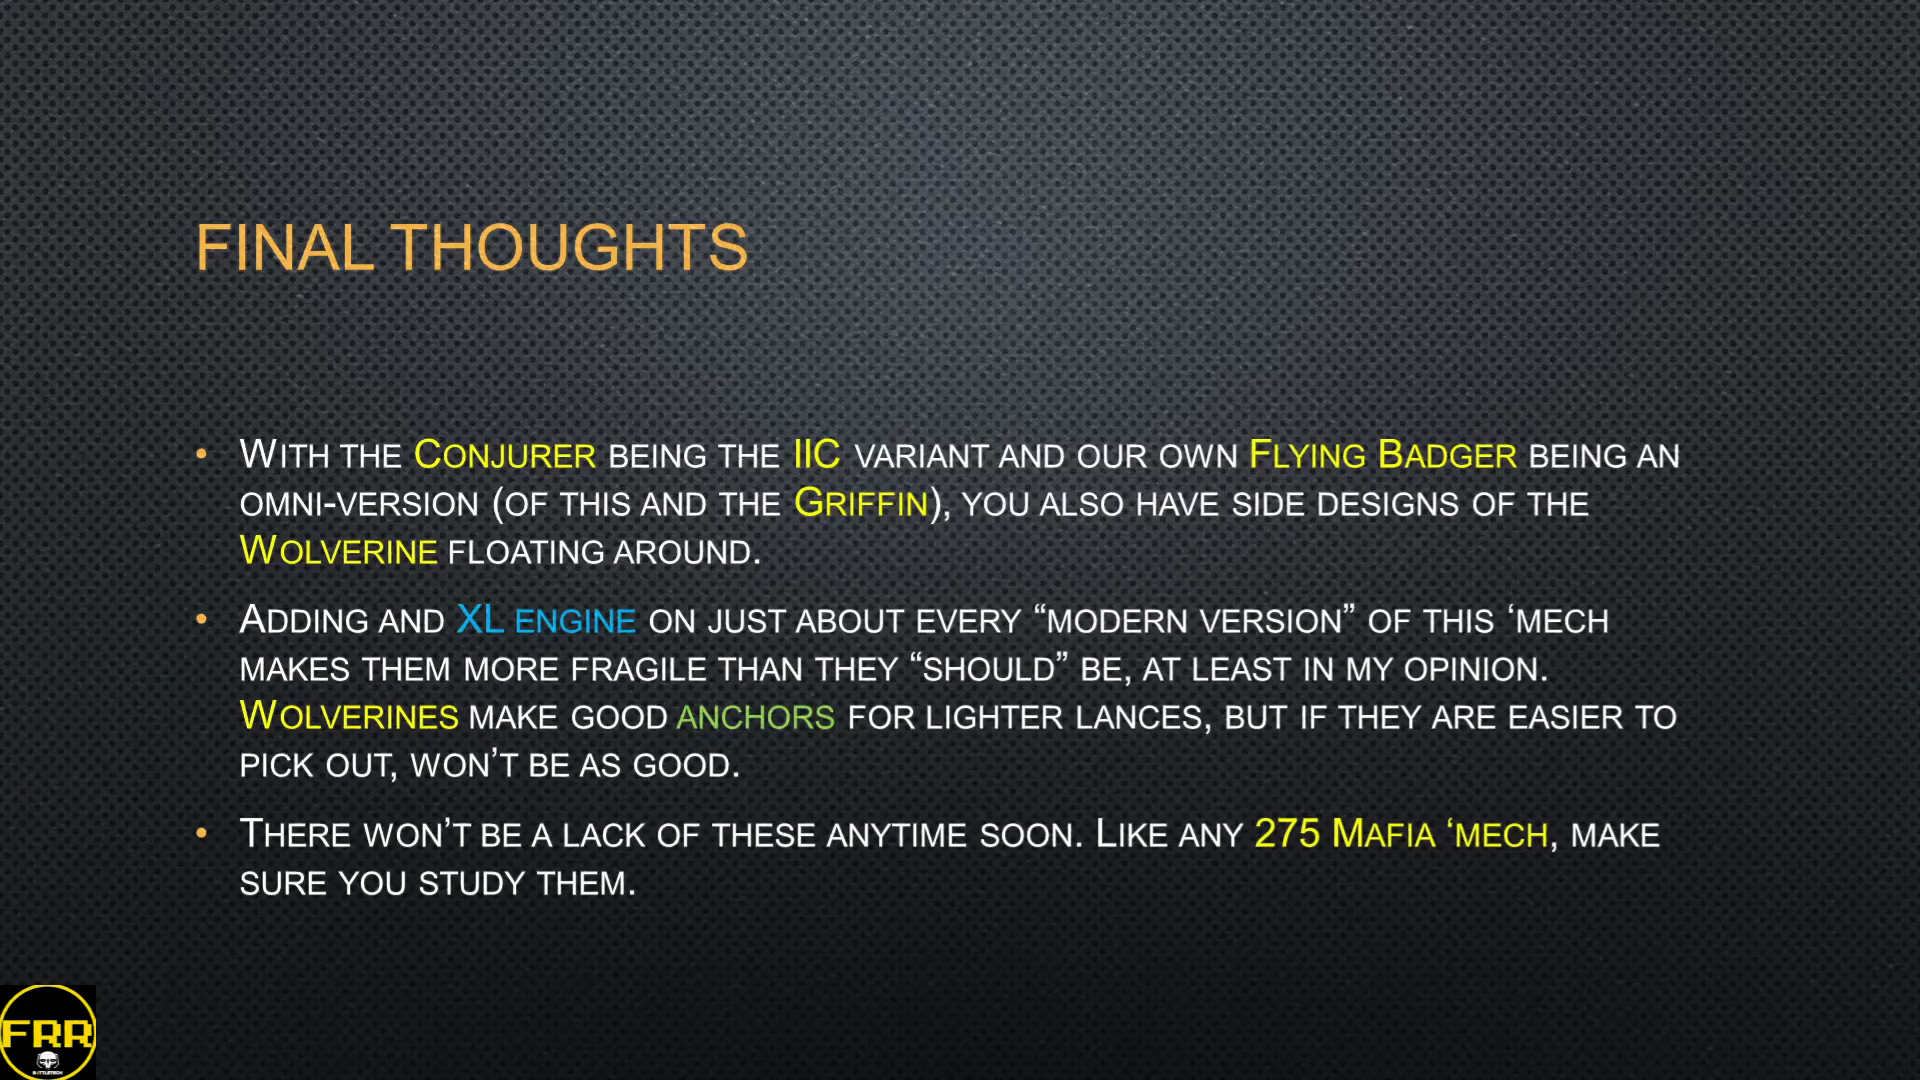 FINAL THOUGHTS
• With the Conjurer being the IIC variant and our own Flying Badger being an
omni-version (of this and the Griffin), you also have side designs of the
Wolverine floating around.
• Adding and XL engine on just about every “modern version” of this ‘mech
makes them more fragile than they “should” be, at least in my opinion.
Wolverines make good anchors for lighter lances, but if they are easier to
pick out, won’t be as good.
• There won’t be a lack of these anytime soon. Like any 275 Mafia ‘mech, make
sure you study them.
FRR
BATTLETECH